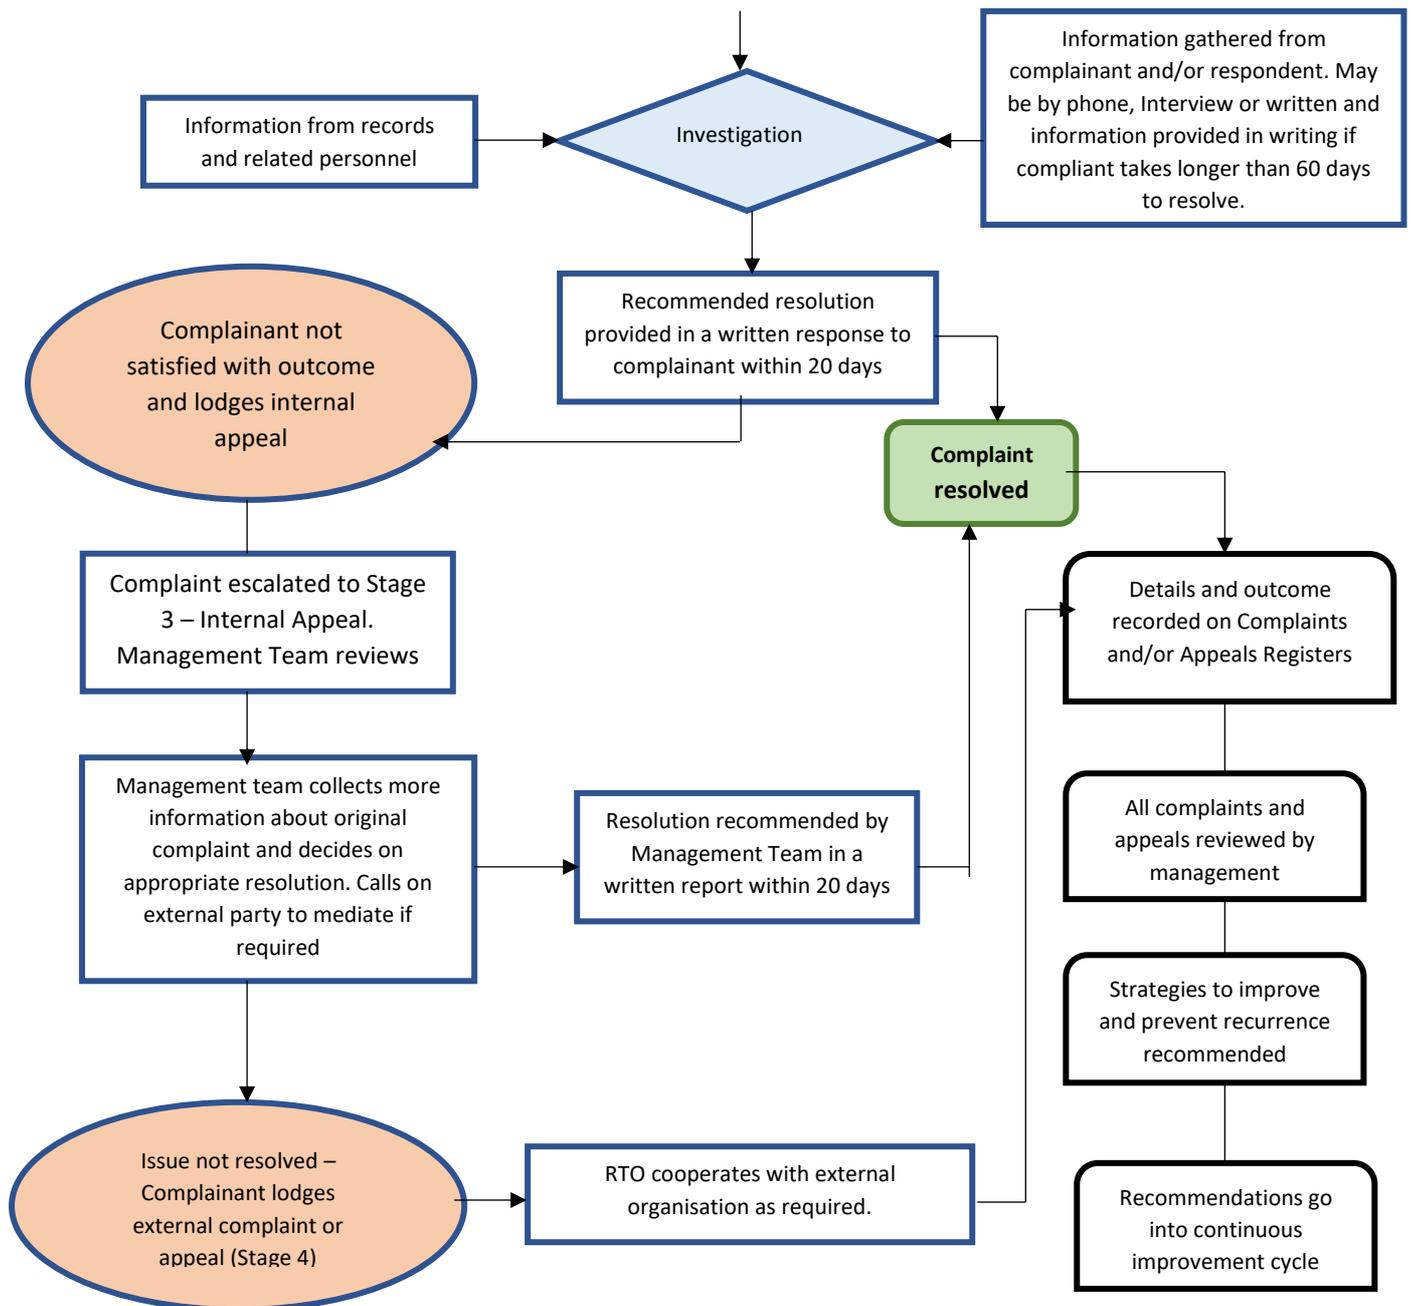 Information from records
and related personnel
Investigation
Information gathered from
complainant and/or respondent. May
be by phone, Interview or written and
information provided in writing if
compliant takes longer than 60 days
to resolve.
Recommended resolution
provided in a written response to
complainant within 20 days
Complainant not
satisfied with outcome
and lodges internal
appeal
Complaint
resolved
Complaint escalated to Stage
3 – Internal Appeal.
Management Team reviews
Details and outcome
recorded on Complaints
and/or Appeals Registers
Management team collects more
information about original
complaint and decides on
appropriate resolution. Calls on
external party to mediate if
required
Resolution recommended by
Management Team in a
written report within 20 days
All complaints and
appeals reviewed by
management
Strategies to improve
and prevent recurrence
recommended
Issue not resolved –
Complainant lodges
external complaint or
appeal (Stage 4)
RTO cooperates with external
organisation as required.
Recommendations go
into continuous
improvement cycle